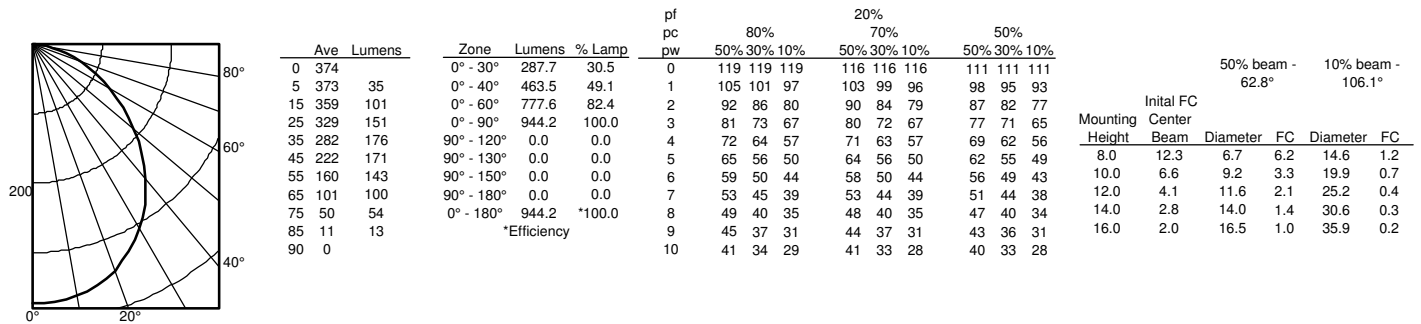 80°
60°
200
40°
0° 20°
Ave Lumens
0 374
5 373 35
15 359 101
25 329 151
35 282 176
45 222 171
55 160 143
65 101 100
75 50 54
85 11 13
90 0
Zone Lumens % Lamp
0° - 30° 287.7 30.5
0° - 40° 463.5 49.1
0° - 60° 777.6 82.4
0° - 90° 944.2 100.0
90° - 120° 0.0 0.0
90° - 130° 0.0 0.0
90° - 150° 0.0 0.0
90° - 180° 0.0 0.0
0° - 180° 944.2 *100.0
*Efficiency
pf 20%
pc 80% 70% 50%
pw 50% 30% 10% 50% 30% 10% 50% 30% 10%
0 119 119 119 116 116 116 111 111 111
1 105 101 97 103 99 96 98 95 93
2 92 86 80 90 84 79 87 82 77
3 81 73 67 80 72 67 77 71 65
4 72 64 57 71 63 57 69 62 56
5 65 56 50 64 56 50 62 55 49
6 59 50 44 58 50 44 56 49 43
7 53 45 39 53 44 39 51 44 38
8 49 40 35 48 40 35 47 40 34
9 45 37 31 44 37 31 43 36 31
10 41 34 29 41 33 28 40 33 28
50% beam - 10% beam -
62.8° 106.1°
Inital FC
Mounting Center
Height Beam Diameter FC Diameter FC
8.0 12.3 6.7 6.2 14.6 1.2
10.0 6.6 9.2 3.3 19.9 0.7
12.0 4.1 11.6 2.1 25.2 0.4
14.0 2.8 14.0 1.4 30.6 0.3
16.0 2.0 16.5 1.0 35.9 0.2